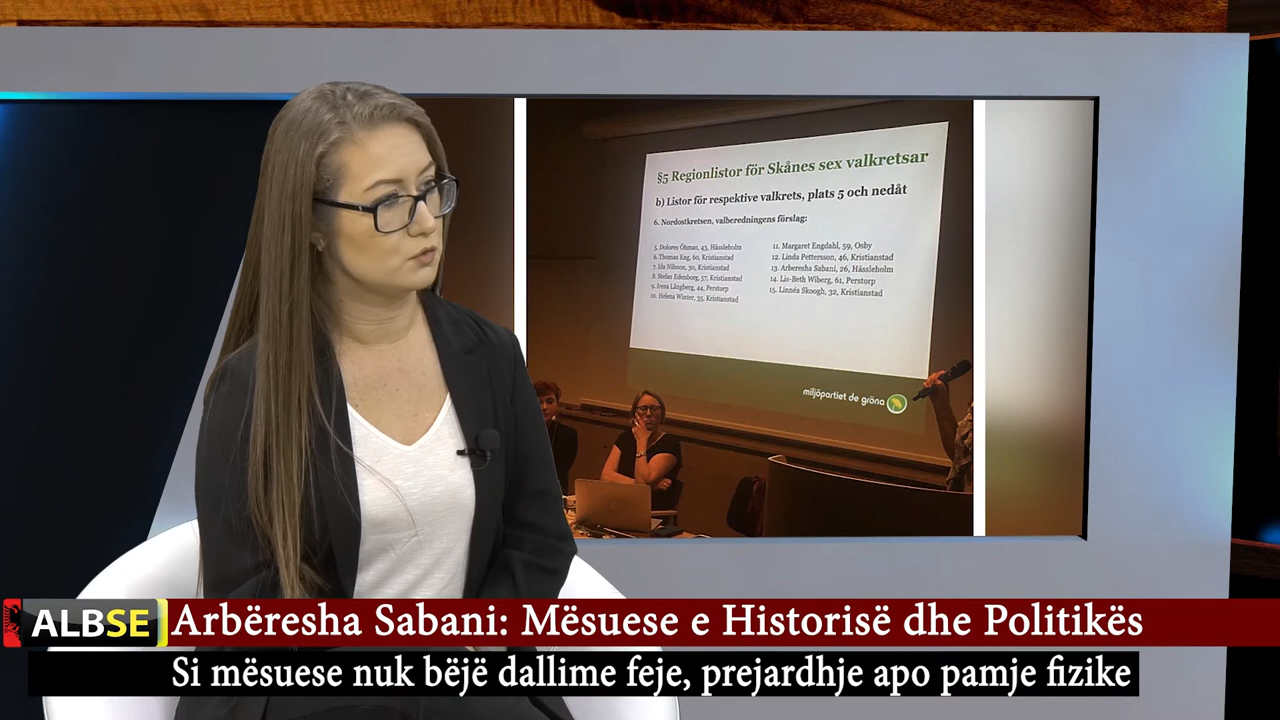 §5 Regionlistor för Skånes sex valkretsar
b) Listor för respektive valkrets, plats 5 och nedåt
6. Nordostkretsen, valberedningens förslag:
5. Dolores Öhman, 43, Hässleholm
6. Thomas Eng, 60, Kristianstad
7. Ida Nilsson, 30, Kristianstad
8. Stefan Edenborg, 57, Kristianstad
9. Irena Långberg, 44, Perstorp
10. Helena Winter, 35, Kristianstad
11. Margaret Engdahl, 59, Osby
12. Linda Pettersson, 46, Kristianstad
13. Arberesha Sabani, 26, Hässleholm
14. Lis-Beth Wiberg, 61, Perstorp
15. Linnéa Skoogh, 32, Kristianstad
miljöpartiet de gröna
ALBSE
Arbëresha Sabani: Mësuese e Historisë dhe Politikës
Si mësuese nuk bëjë dallime feje, prejardhje apo pamje fizike